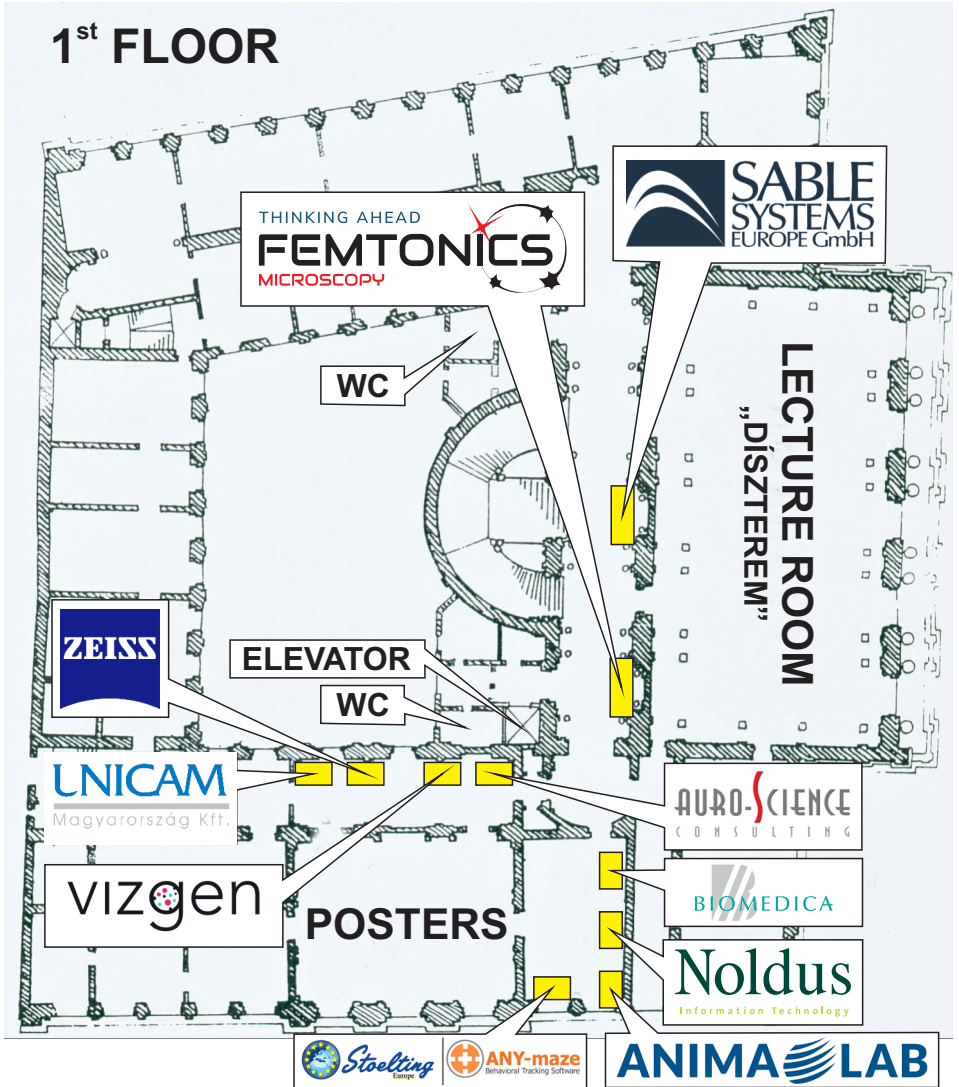 1st FLOOR
SABLE
SYSTEMS
EUROPE GmbH
THINKING AHEAD
FEMTONICS
MICROSCOPY
WC
LECTURE ROOM
„DÍSZTEREM”
ZEISS
ELEVATOR
WC
UNICAM
Magyarország Kft.
AURO-SCIENCE
CONSULTING
vizgen
POSTERS
BIOMEDICA
Noldus
Information Technology
Stoelting
Europe
ANY-maze
Behavioral Tracking Software
ANIMALAB